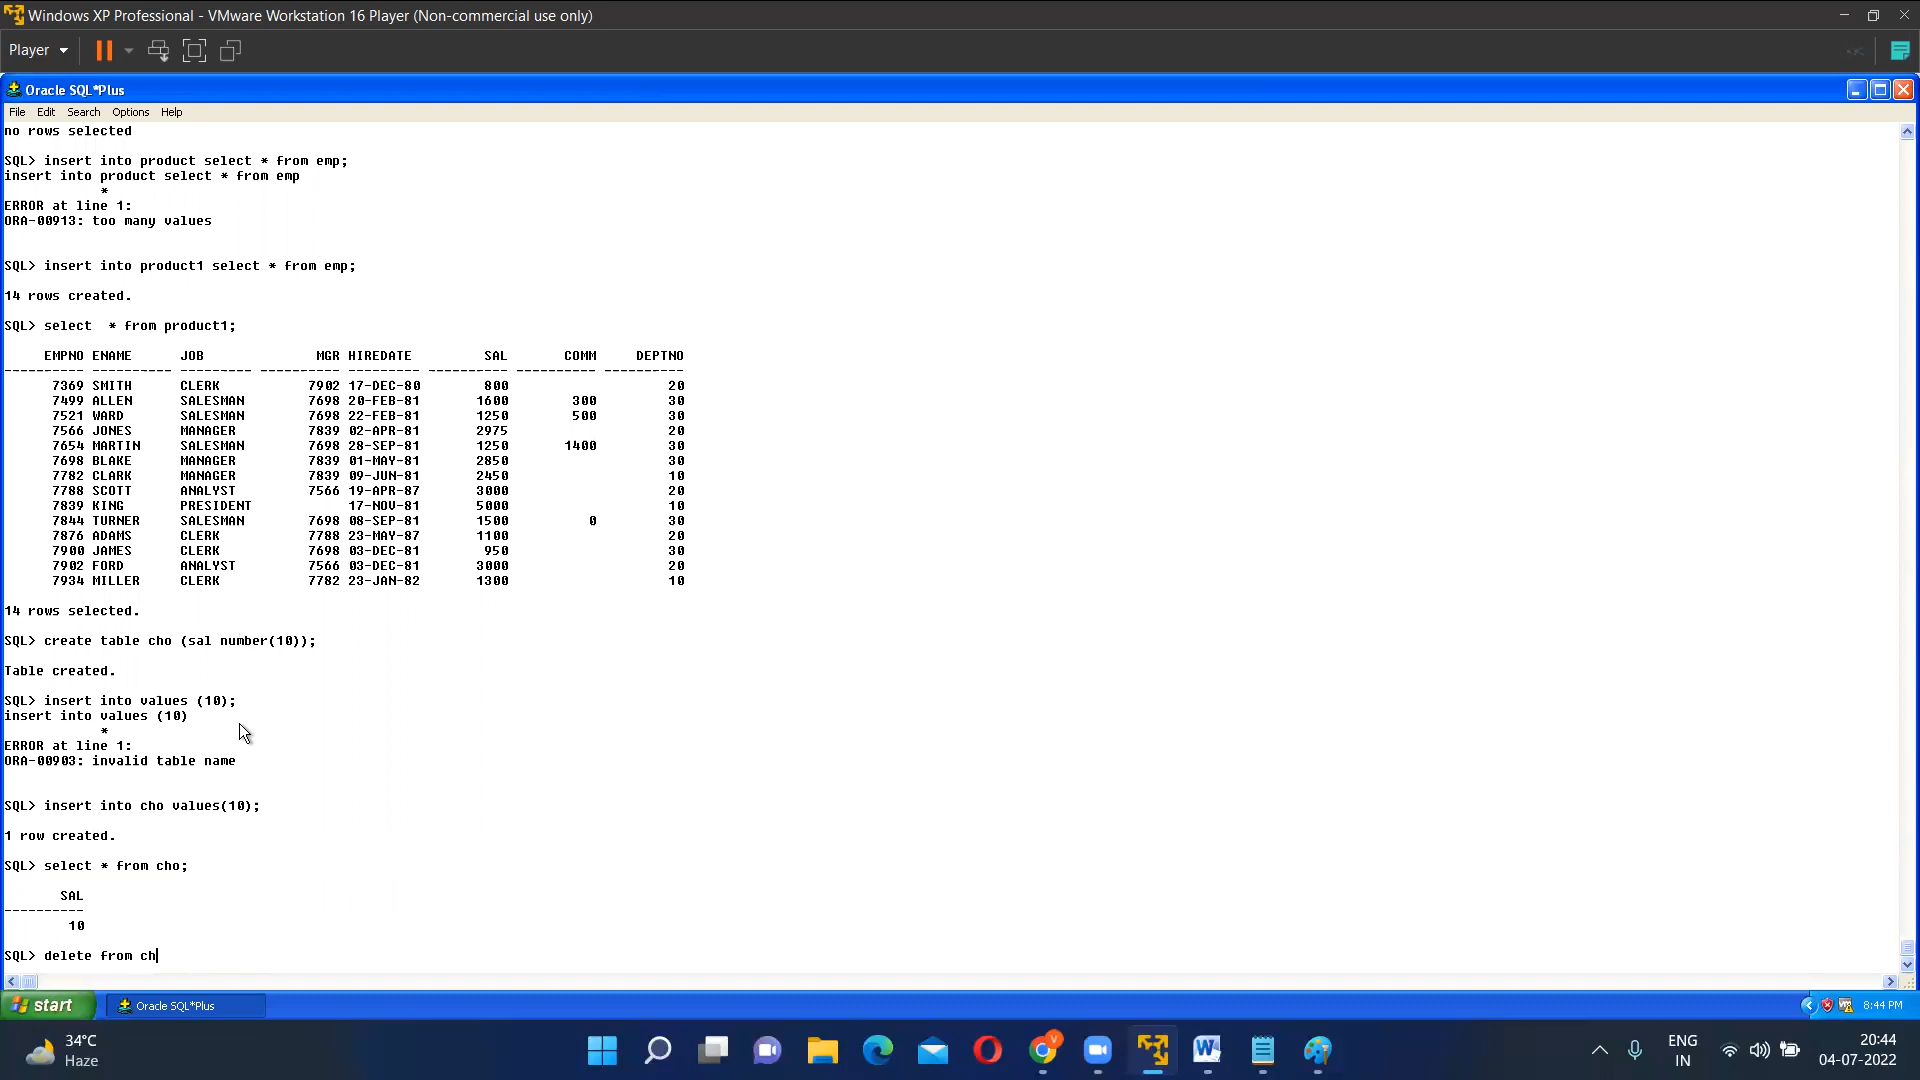 Windows XP Professional - VMware Workstation 16 Player (Non-commercial use only)
Player
Oracle SQL*Plus
File Edit Search Options Help
no rows selected
SQL> insert into product select * from emp;
insert into product select * from emp
*
ERROR at line 1:
ORA-00913: too many values
SQL> insert into product1 select * from emp;
14 rows created.
SQL> select  * from product1;
EMPNO ENAME JOB MGR HIREDATE SAL COMM DEPTNO
---------- ---------- --------- ---------- --------- ---------- ---------- ----------
7369 SMITH CLERK 7902 17-DEC-80 800 20
7499 ALLEN SALESMAN 7698 20-FEB-81 1600 300 30
7521 WARD SALESMAN 7698 22-FEB-81 1250 500 30
7566 JONES MANAGER 7839 02-APR-81 2975 20
7654 MARTIN SALESMAN 7698 28-SEP-81 1250 1400 30
7698 BLAKE MANAGER 7839 01-MAY-81 2850 30
7782 CLARK MANAGER 7839 09-JUN-81 2450 10
7788 SCOTT ANALYST 7566 19-APR-87 3000 20
7839 KING PRESIDENT 17-NOV-81 5000 10
7844 TURNER SALESMAN 7698 08-SEP-81 1500 0 30
7876 ADAMS CLERK 7788 23-MAY-87 1100 20
7900 JAMES CLERK 7698 03-DEC-81 950 30
7902 FORD ANALYST 7566 03-DEC-81 3000 20
7934 MILLER CLERK 7782 23-JAN-82 1300 10
14 rows selected.
SQL> create table cho (sal number(10));
Table created.
SQL> insert into values (10);
insert into values (10)
*
ERROR at line 1:
ORA-00903: invalid table name
SQL> insert into cho values(10);
1 row created.
SQL> select * from cho;
SAL
----------
10
SQL> delete from ch
start Oracle SQL*Plus 8:44 PM
34°C
Haze
ENG
IN
20:44
04-07-2022